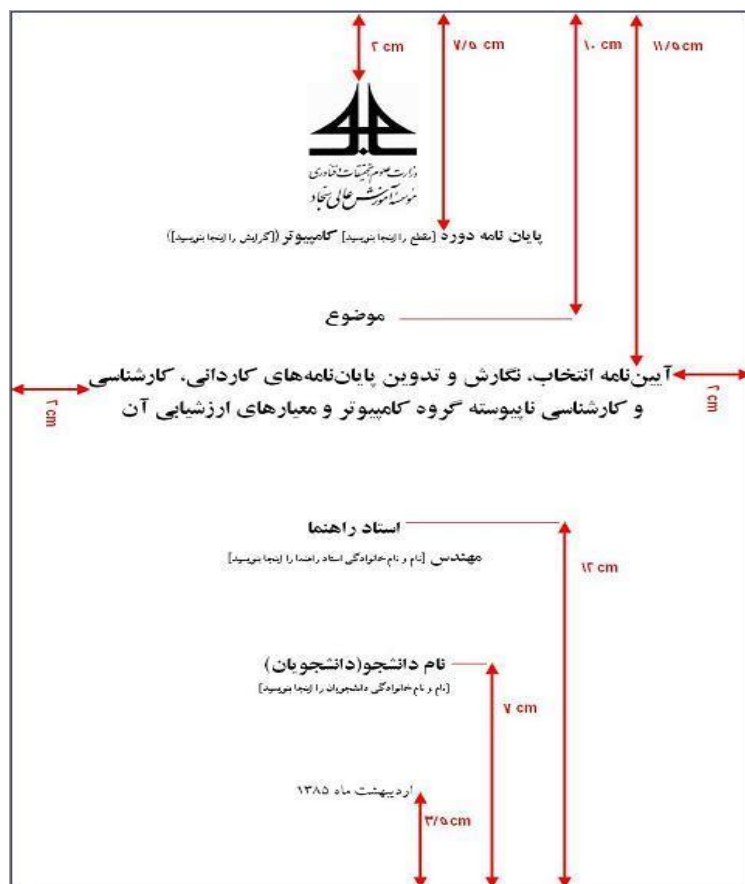 ۲ cm
۷/۵ cm
۱۰ cm
۱۱/۵ cm
وزارت علوم تحقیقات و فناوری
موسسه آموزش عالی سجاد
پایان نامه دوره [مقطع را اینجا بنویسید] کامپیوتر ([گرایش را اینجا بنویسید])
موضوع
آیین‌نامه انتخاب، نگارش و تدوین پایان‌نامه‌های کاردانی، کارشناسی
و کارشناسی ناپیوسته گروه کامپیوتر و معیارهای ارزشیابی آن
۲ cm
۲ cm
استاد راهنما
مهندس [نام و نام خانوادگی استاد راهنما را اینجا بنویسید]
۱۲ cm
نام دانشجو(دانشجویان)
[نام و نام خانوادگی دانشجویان را اینجا بنویسید]
۷ cm
اردیبهشت ماه ۱۳۸۵
۳/۵ cm